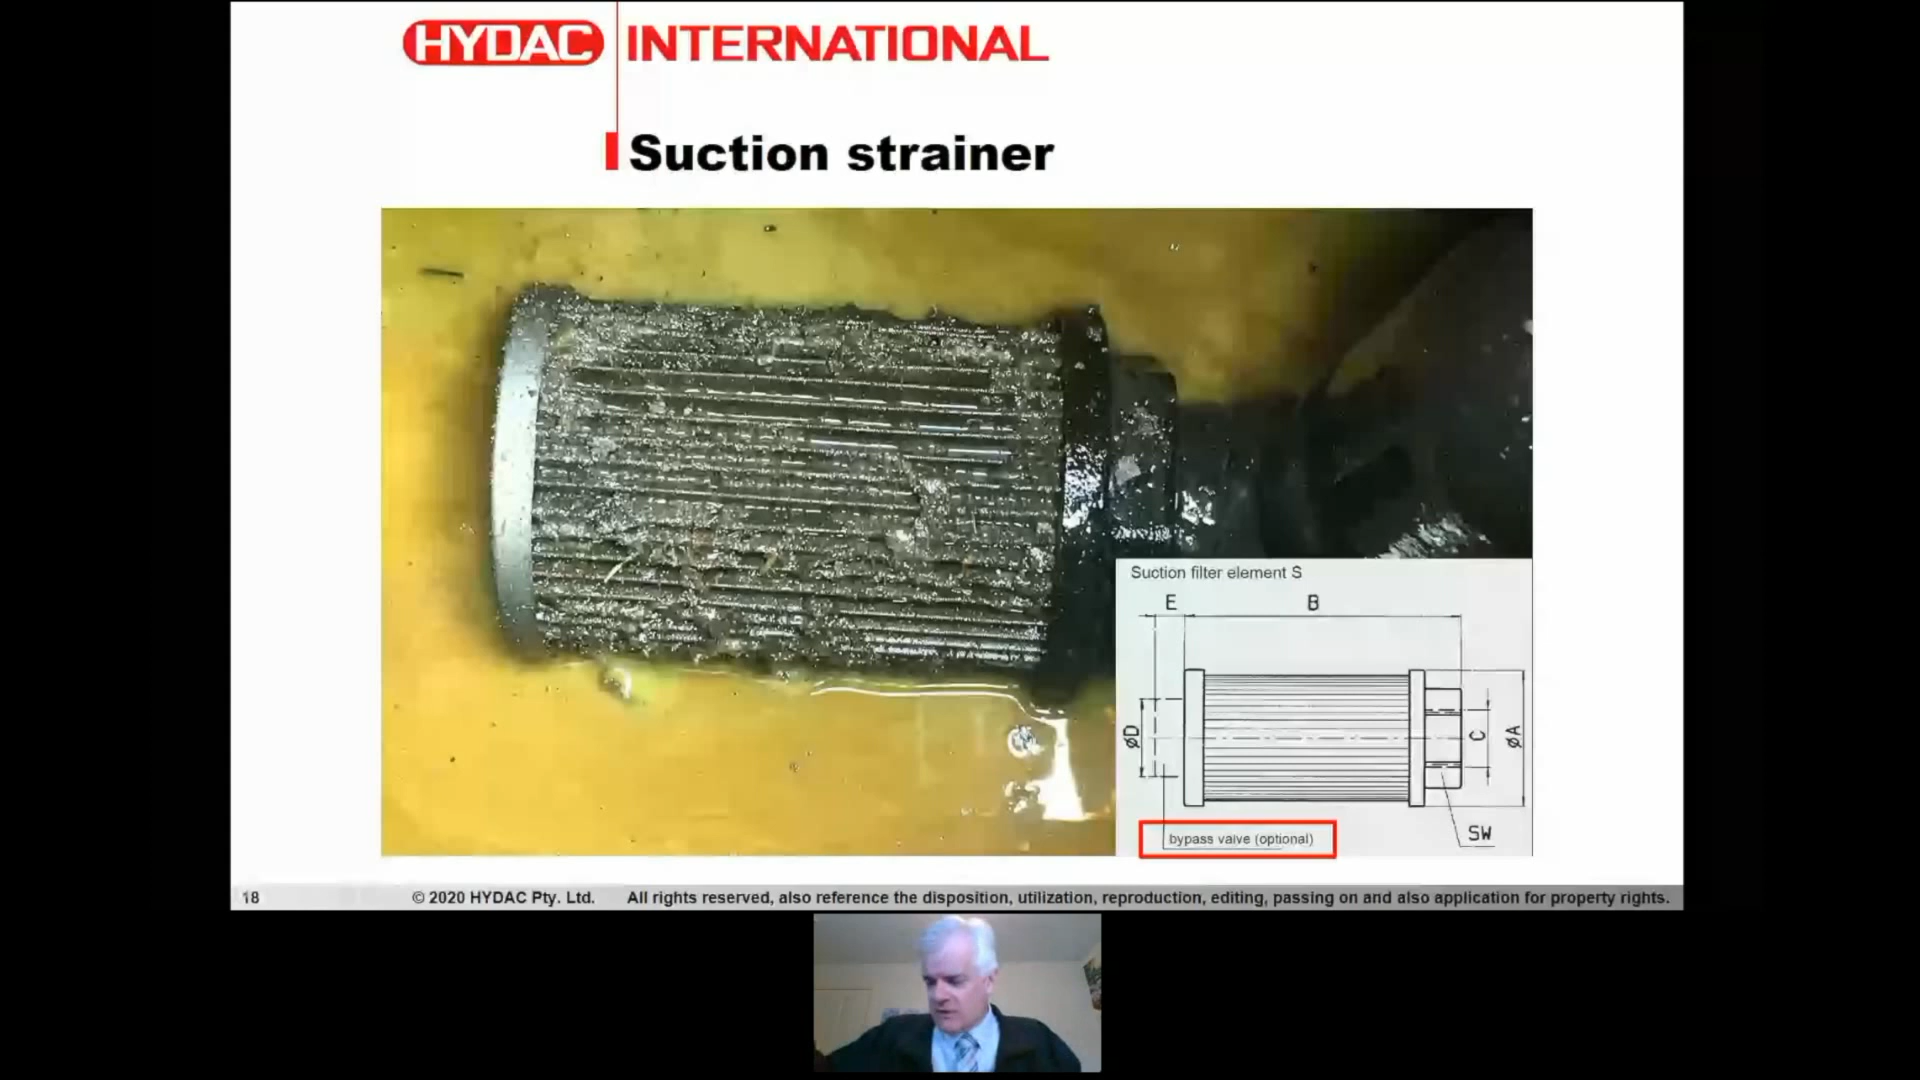 HYDAC INTERNATIONAL
Suction strainer
Suction filter element S
E
B
øD
C
øA
SW
bypass valve (optional)
18
© 2020 HYDAC Pty. Ltd.
All rights reserved, also reference the disposition, utilization, reproduction, editing, passing on and also application for property rights.